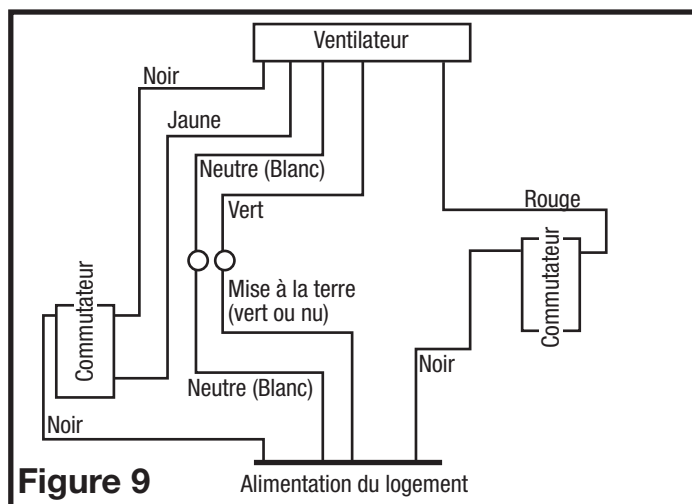 Ventilateur
Noir
Jaune
Neutre (Blanc)
Vert
Rouge
Commutateur
Mise à la terre
(vert ou nu)
Commutateur
Neutre (Blanc)
Noir
Noir
Figure 9
Alimentation du logement